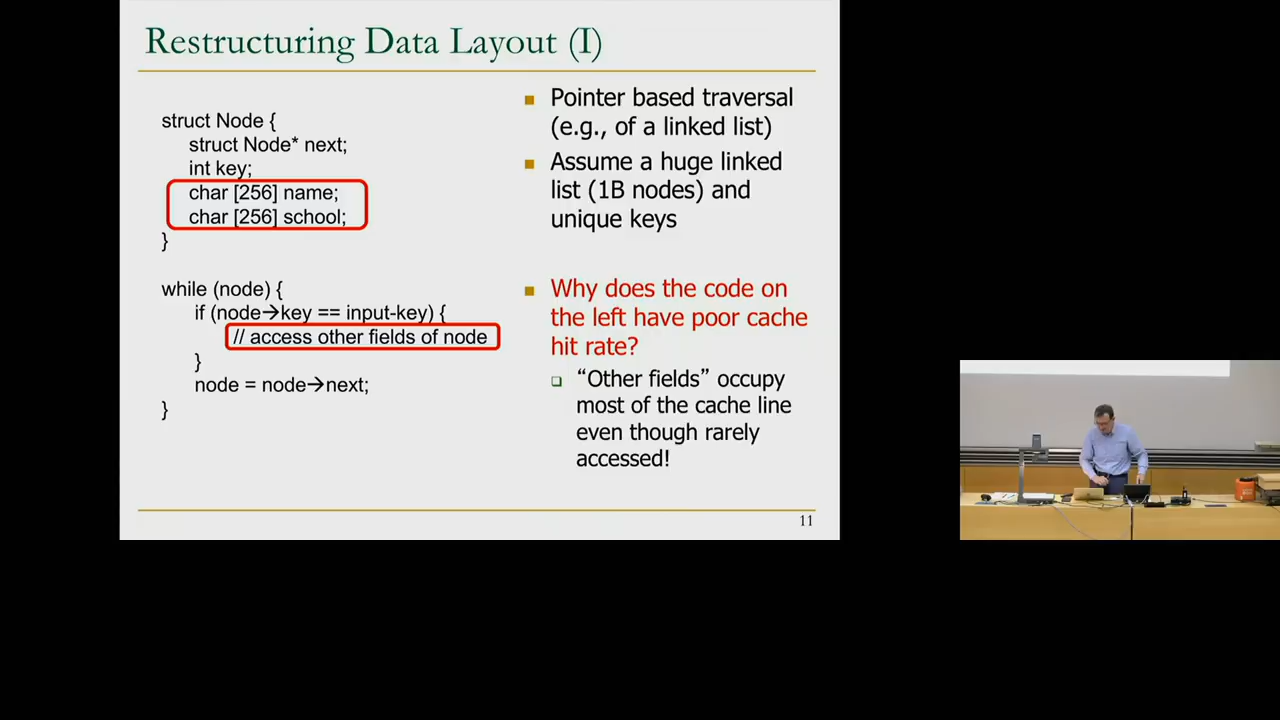 Restructuring Data Layout (I)
struct Node {
struct Node* next;
int key;
char [256] name;
char [256] school;
}
while (node) {
if (node→key == input-key) {
// access other fields of node
}
node = node→next;
}
Pointer based traversal
(e.g., of a linked list)
Assume a huge linked
list (1B nodes) and
unique keys
Why does the code on
the left have poor cache
hit rate?
“Other fields” occupy
most of the cache line
even though rarely
accessed!
11